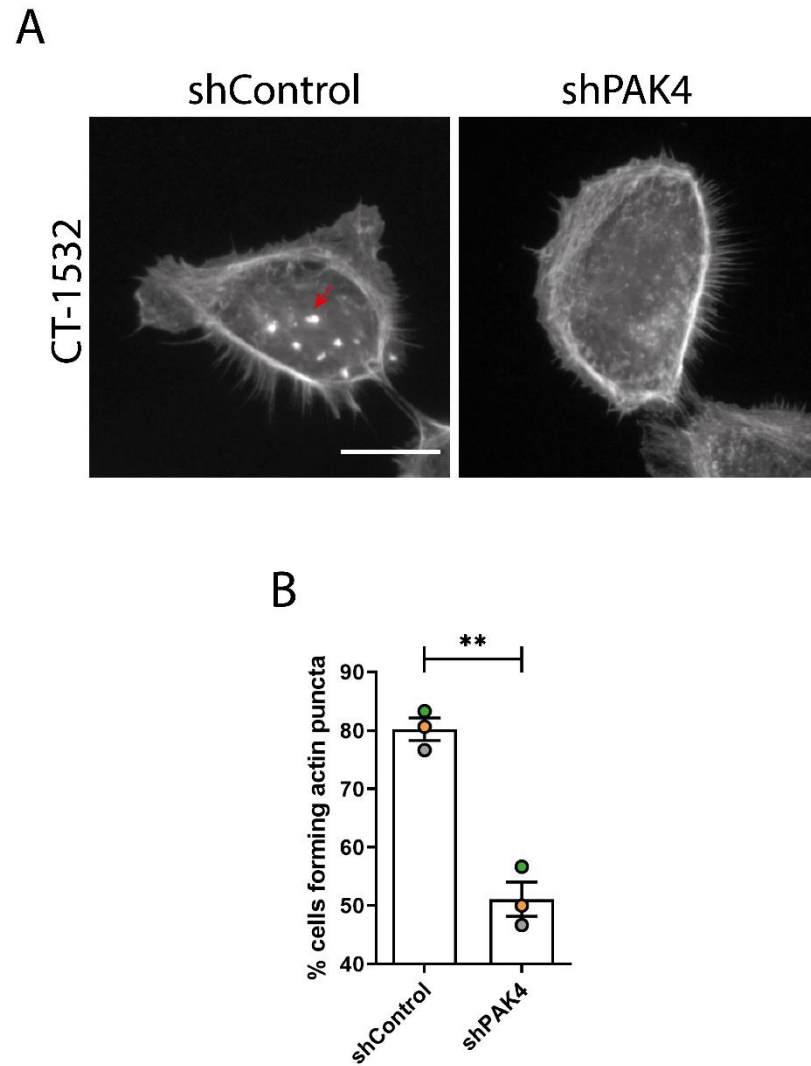 A
shControl
shPAK4
CT-1532
B
**
% cells forming actin puncta
90
80
70
60
50
40
shControl
shPAK4